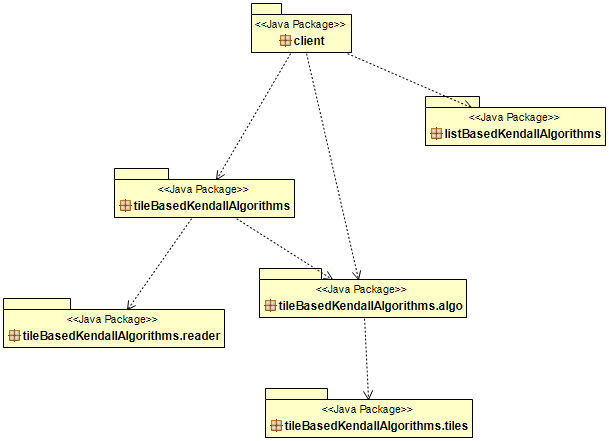 <<Java Package>>
client
<<Java Package>>
listBasedKendallAlgorithms
<<Java Package>>
tileBasedKendallAlgorithms
<<Java Package>>
tileBasedKendallAlgorithms.algo
<<Java Package>>
tileBasedKendallAlgorithms.reader
<<Java Package>>
tileBasedKendallAlgorithms.tiles